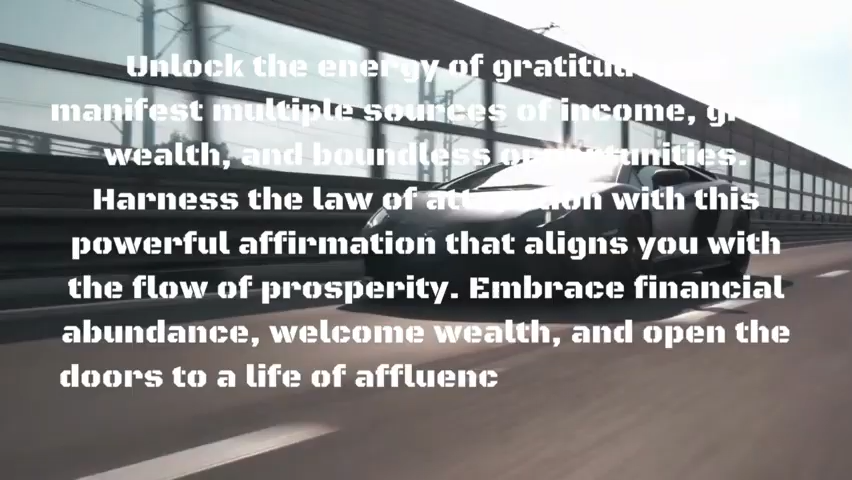 Unlock the energy of
manifest multiple sources of income,
wealth, and boundless opportunities.
Harness the law of attraction with this
powerful affirmation that aligns you with
the flow of prosperity. Embrace financial
abundance, welcome wealth, and open the
doors to a life of affluenc